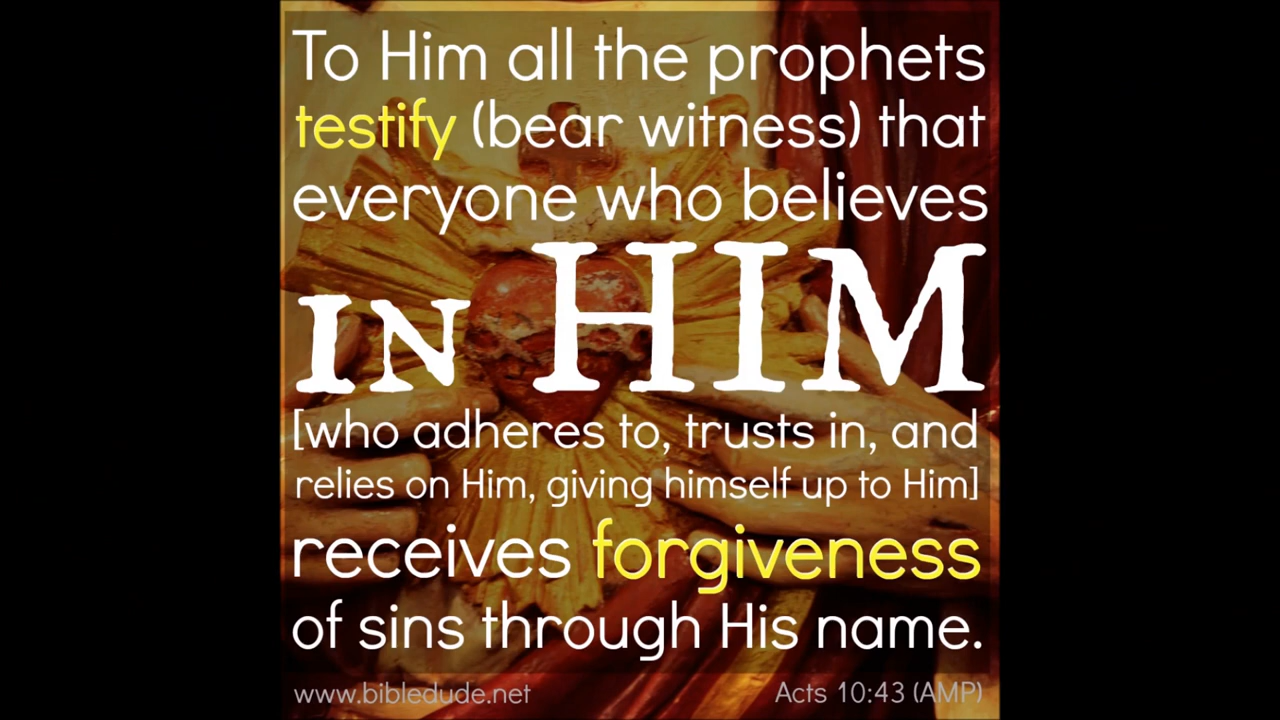 To Him all the prophets
testify (bear witness) that
everyone who believes
IN HIM
[who adheres to, trusts in, and
relies on Him, giving himself up to Him]
receives forgiveness
of sins through His name.
www.bibledude.net Acts 10:43 (AMP)